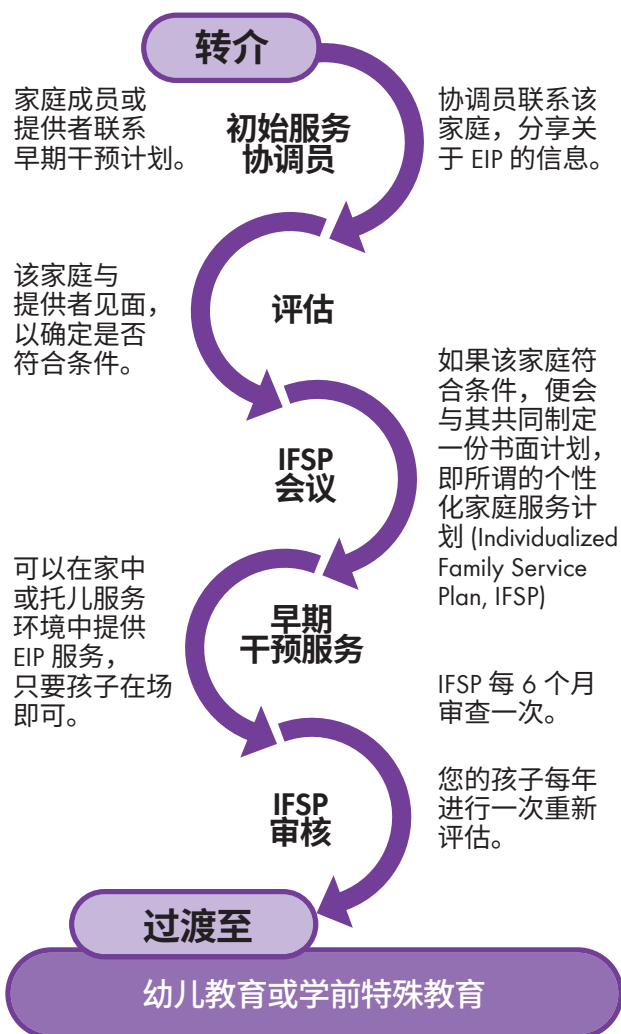 转介
家庭成员或
提供者联系
早期干预计划。
初始服务
协调员
协调员联系该
家庭，分享关
于 EIP 的信息。
该家庭与
提供者见面，
以确定是否
符合条件。
评估
如果该家庭符
合条件，便会
与其共同制定
一份书面计划，
即所谓的个性
化家庭服务计
划 (Individualized
Family Service
Plan, IFSP)
IFSP
会议
可以在家中
或托儿服务
环境中提供
EIP 服务，
只要孩子在场
即可。
早期
干预服务
IFSP 每 6 个月
审查一次。
您的孩子每年
进行一次重新
评估。
IFSP
审核
过渡至
幼儿教育或学前特殊教育